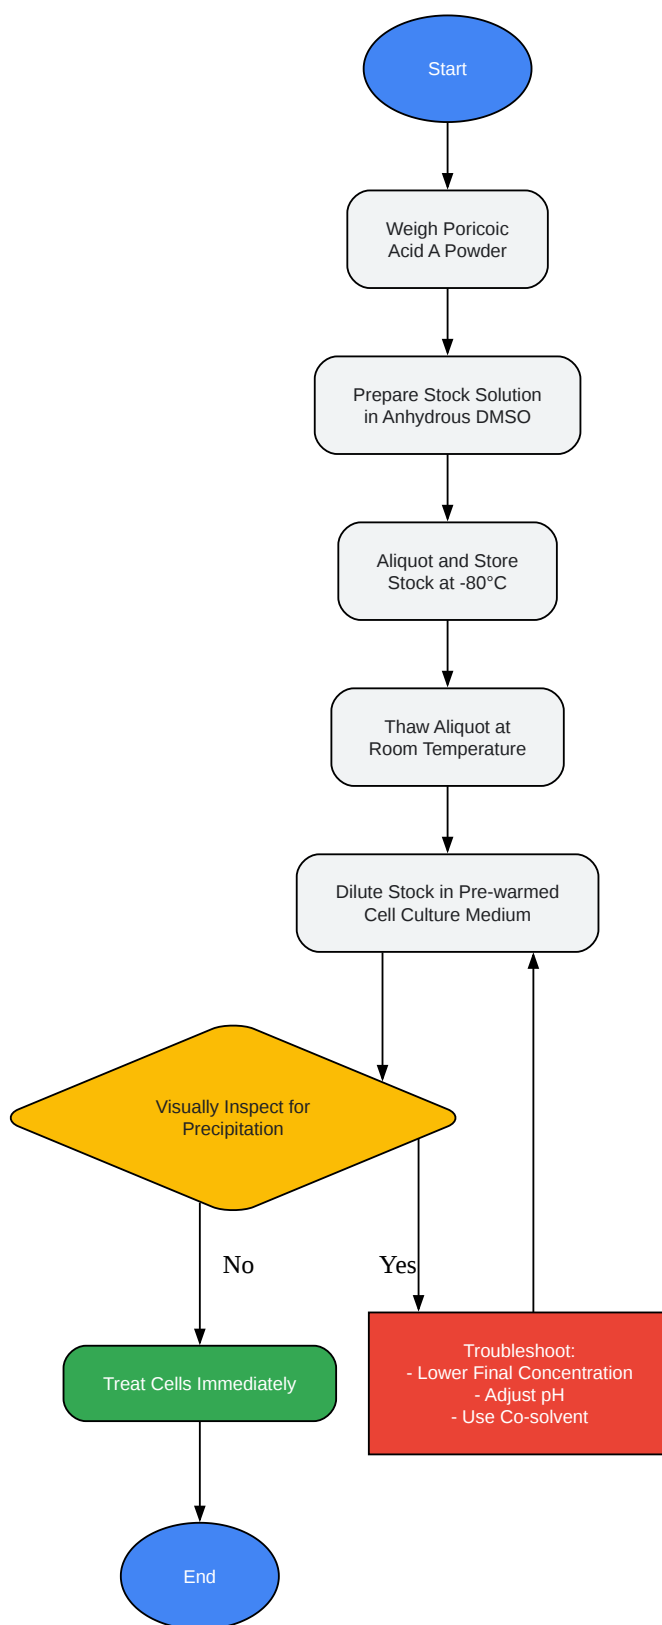 Start
Weigh Poricoic
Acid A Powder
Prepare Stock Solution
in Anhydrous DMSO
Aliquot and Store
Stock at -80°C
Thaw Aliquot at
Room Temperature
Dilute Stock in Pre-warmed
Cell Culture Medium
Visually Inspect for
Precipitation
No
Yes
Troubleshoot:
- Lower Final Concentration
- Adjust pH
- Use Co-solvent
Treat Cells Immediately
End